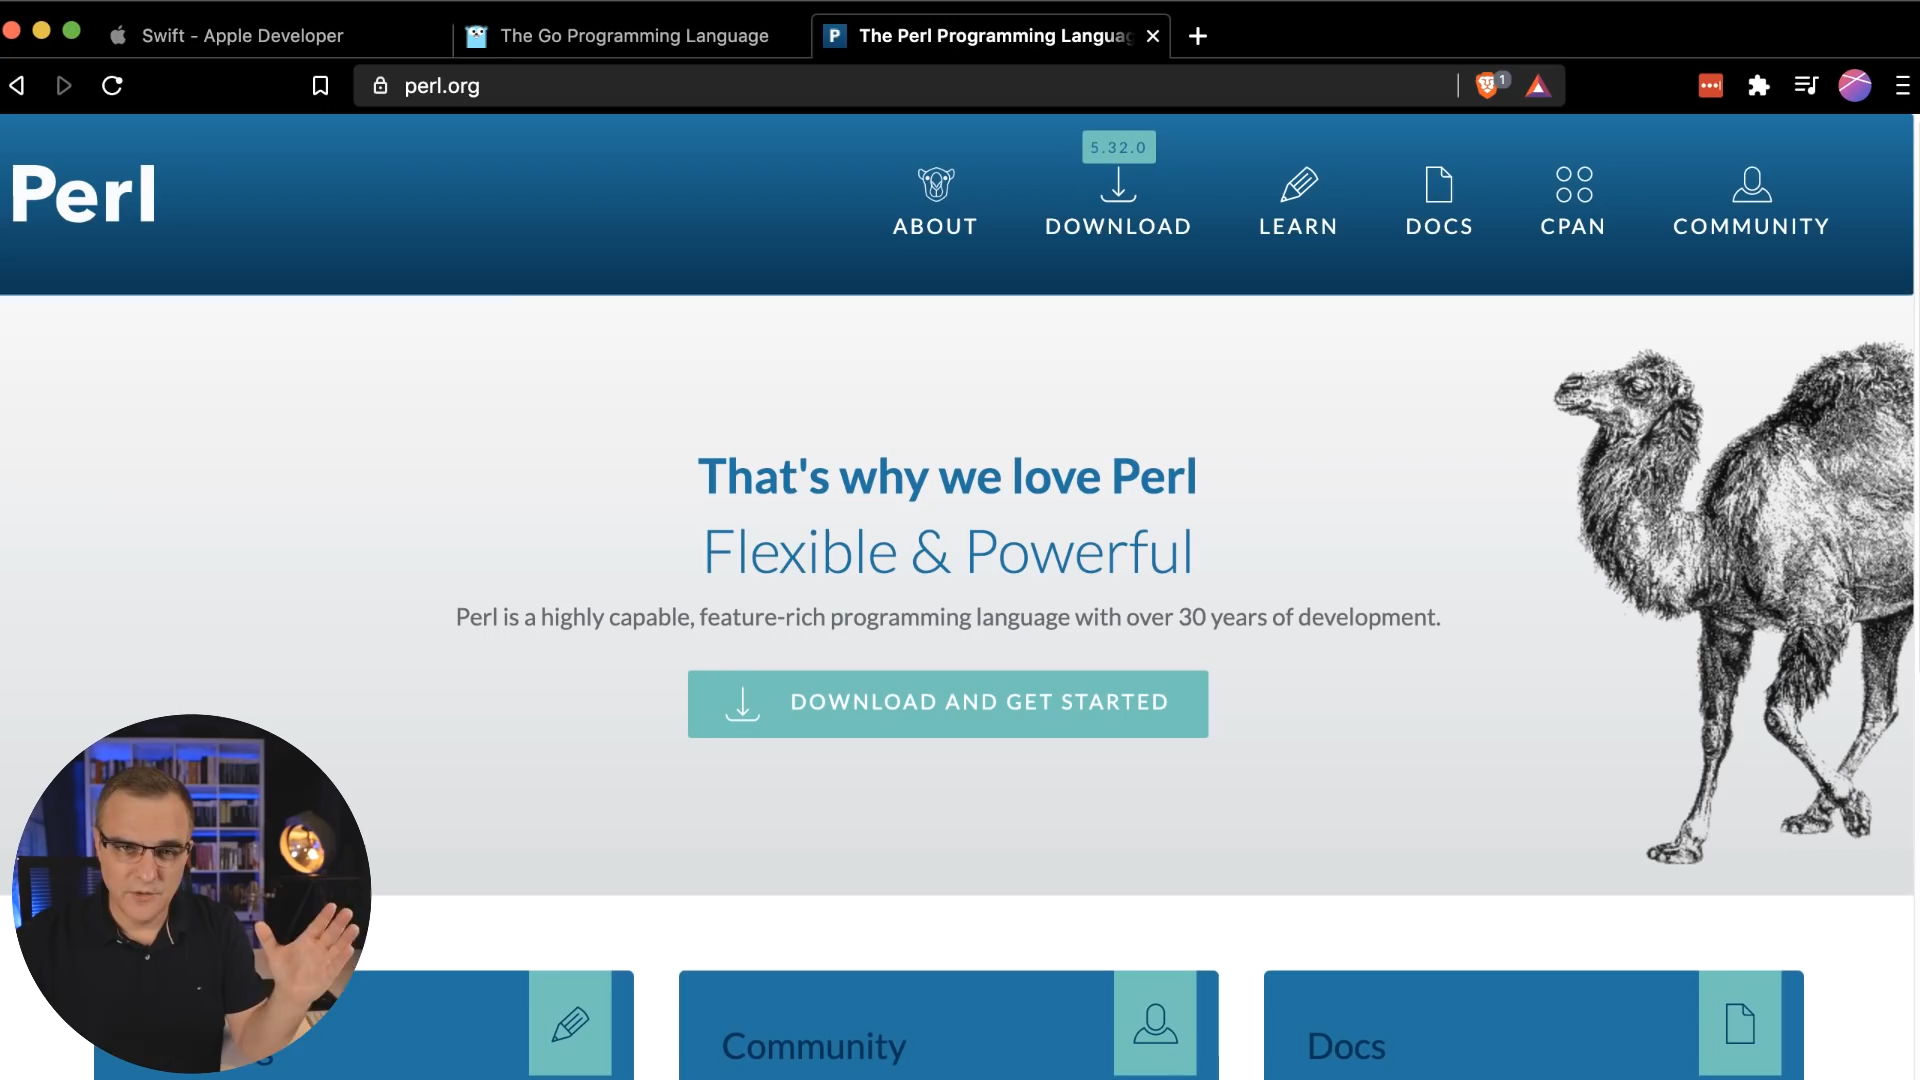 Swift - Apple Developer
The Go Programming Language
The Perl Programming Languag
perl.org
1
Perl
5.32.0
ABOUT
DOWNLOAD
LEARN
DOCS
CPAN
COMMUNITY
That's why we love Perl
Flexible & Powerful
Perl is a highly capable, feature-rich programming language with over 30 years of development.
DOWNLOAD AND GET STARTED
Community
Docs